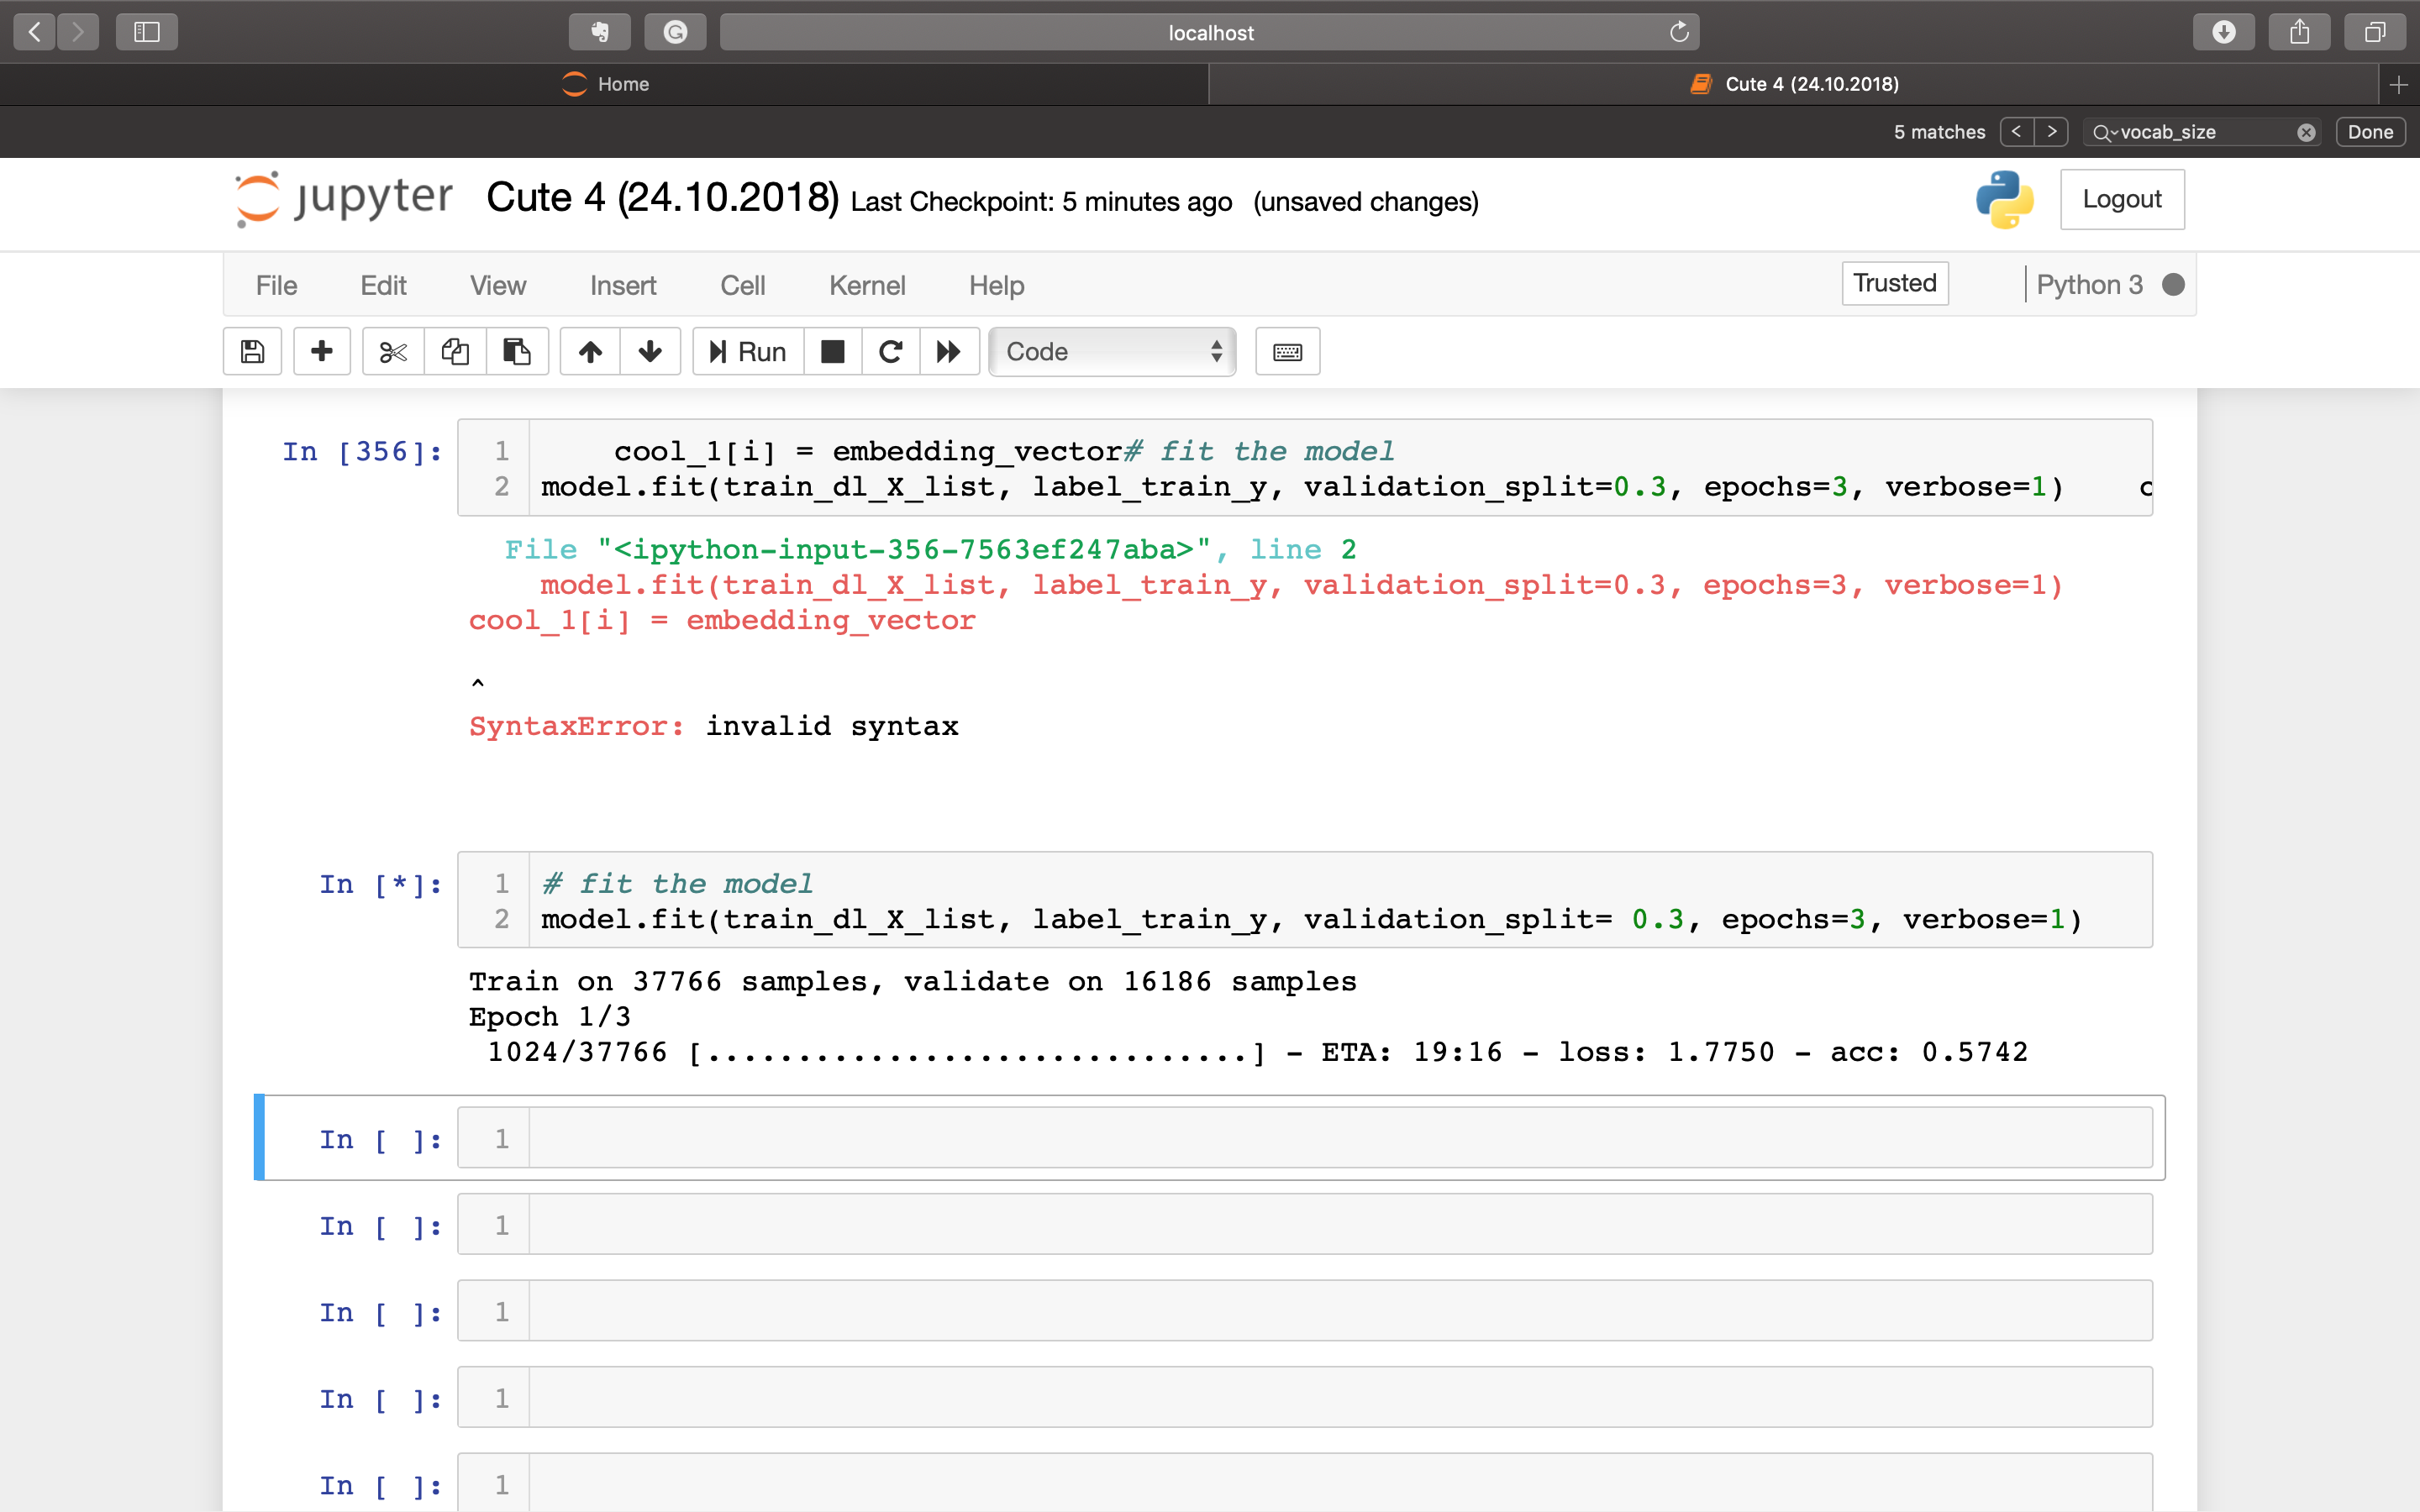 localhost
Home
Cute 4 (24.10.2018)
5 matches
vocab_size
Done
jupyter Cute 4 (24.10.2018) Last Checkpoint: 5 minutes ago (unsaved changes)
Logout
File Edit View Insert Cell Kernel Help
Trusted
Python 3
Run
Code
In [356]:
1 cool_1[i] = embedding_vector# fit the model
2 model.fit(train_dl_X_list, label_train_y, validation_split=0.3, epochs=3, verbose=1) c
File "<ipython-input-356-7563ef247aba>", line 2
model.fit(train_dl_X_list, label_train_y, validation_split=0.3, epochs=3, verbose=1)
cool_1[i] = embedding_vector
^
SyntaxError: invalid syntax
In [*]:
1 # fit the model
2 model.fit(train_dl_X_list, label_train_y, validation_split= 0.3, epochs=3, verbose=1)
Train on 37766 samples, validate on 16186 samples
Epoch 1/3
1024/37766 [..............................] - ETA: 19:16 - loss: 1.7750 - acc: 0.5742
In [ ]: 1
In [ ]: 1
In [ ]: 1
In [ ]: 1
In [ ]: 1